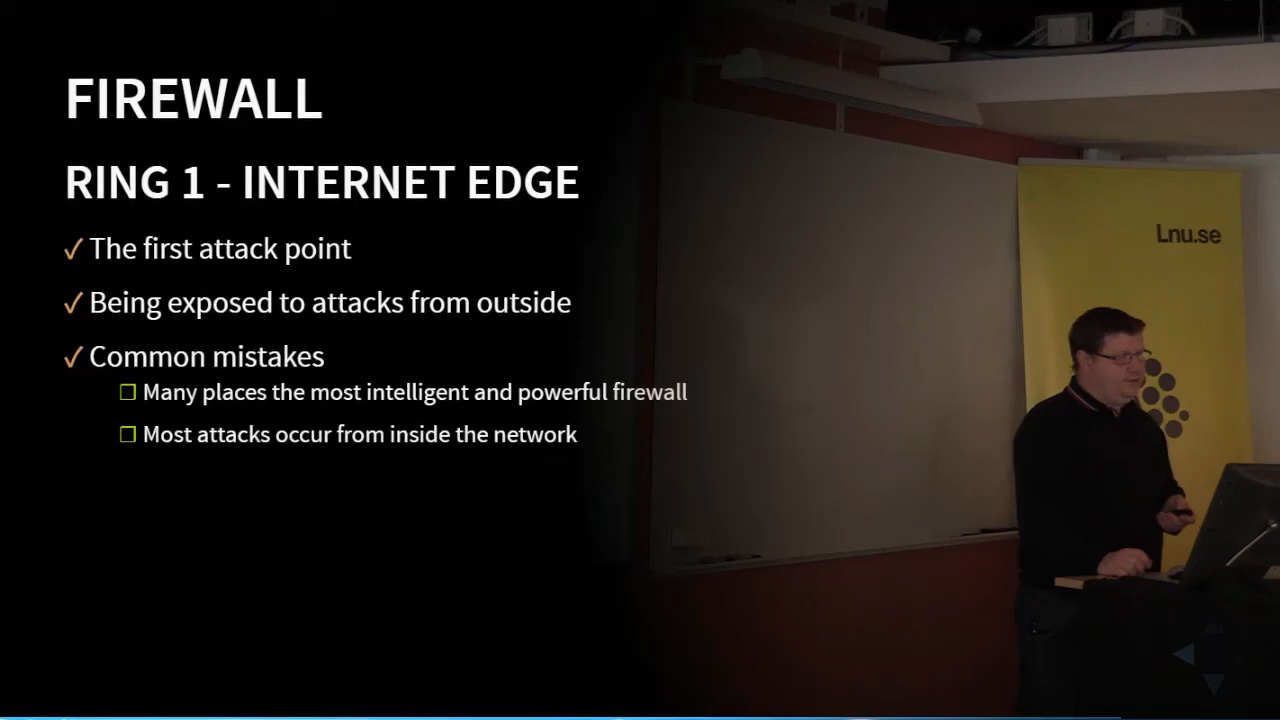 FIREWALL
RING 1 - INTERNET EDGE
✓ The first attack point
✓ Being exposed to attacks from outside
✓ Common mistakes
❒ Many places the most intelligent and powerful firewall
❒ Most attacks occur from inside the network
Lnu.se